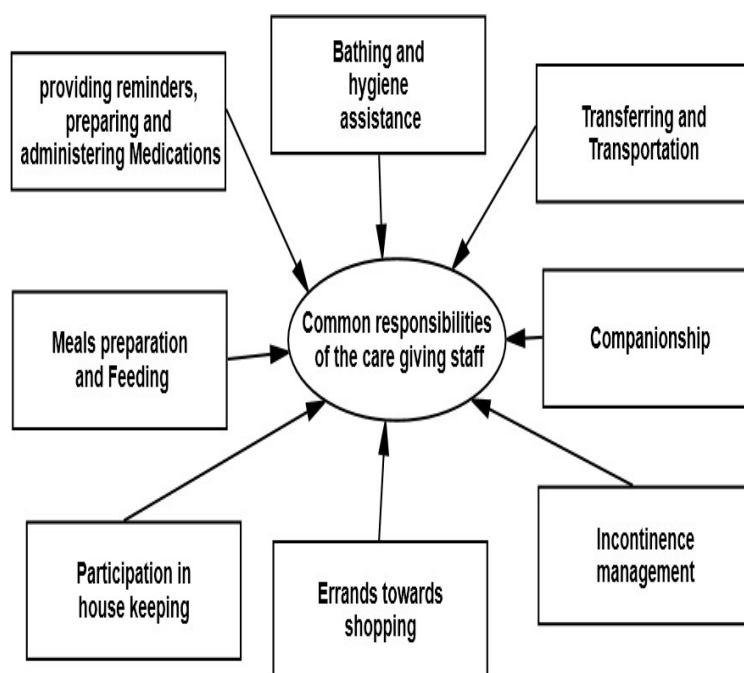 Bathing and
hygiene
assistance
providing reminders,
preparing and
administering Medications
Transferring and
Transportation
Common responsibilities
of the care giving staff
Meals preparation
and Feeding
Companionship
Participation in
house keeping
Errands towards
shopping
Incontinence
management